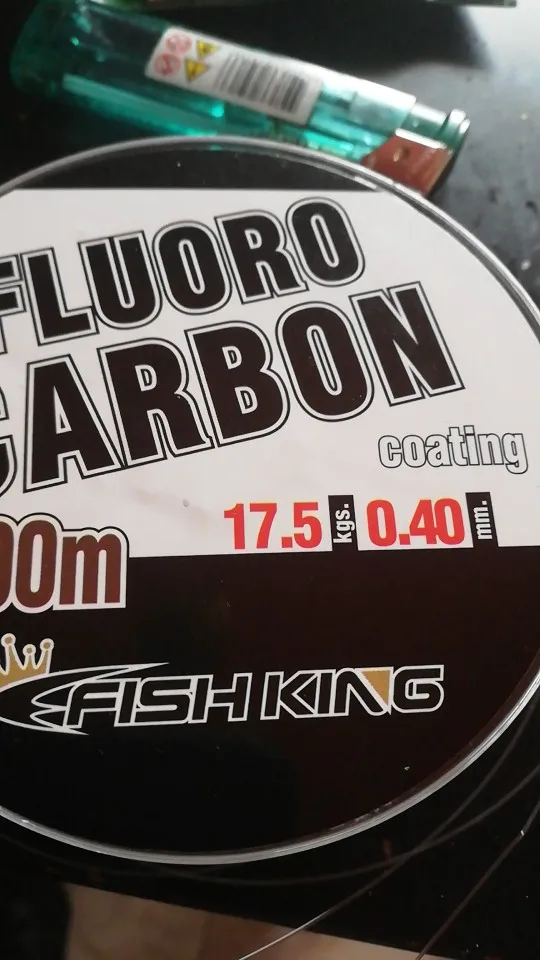 FLUORO
CARBON
coating
17.5 kgs. 0.40 mm.
00m
FISH KING